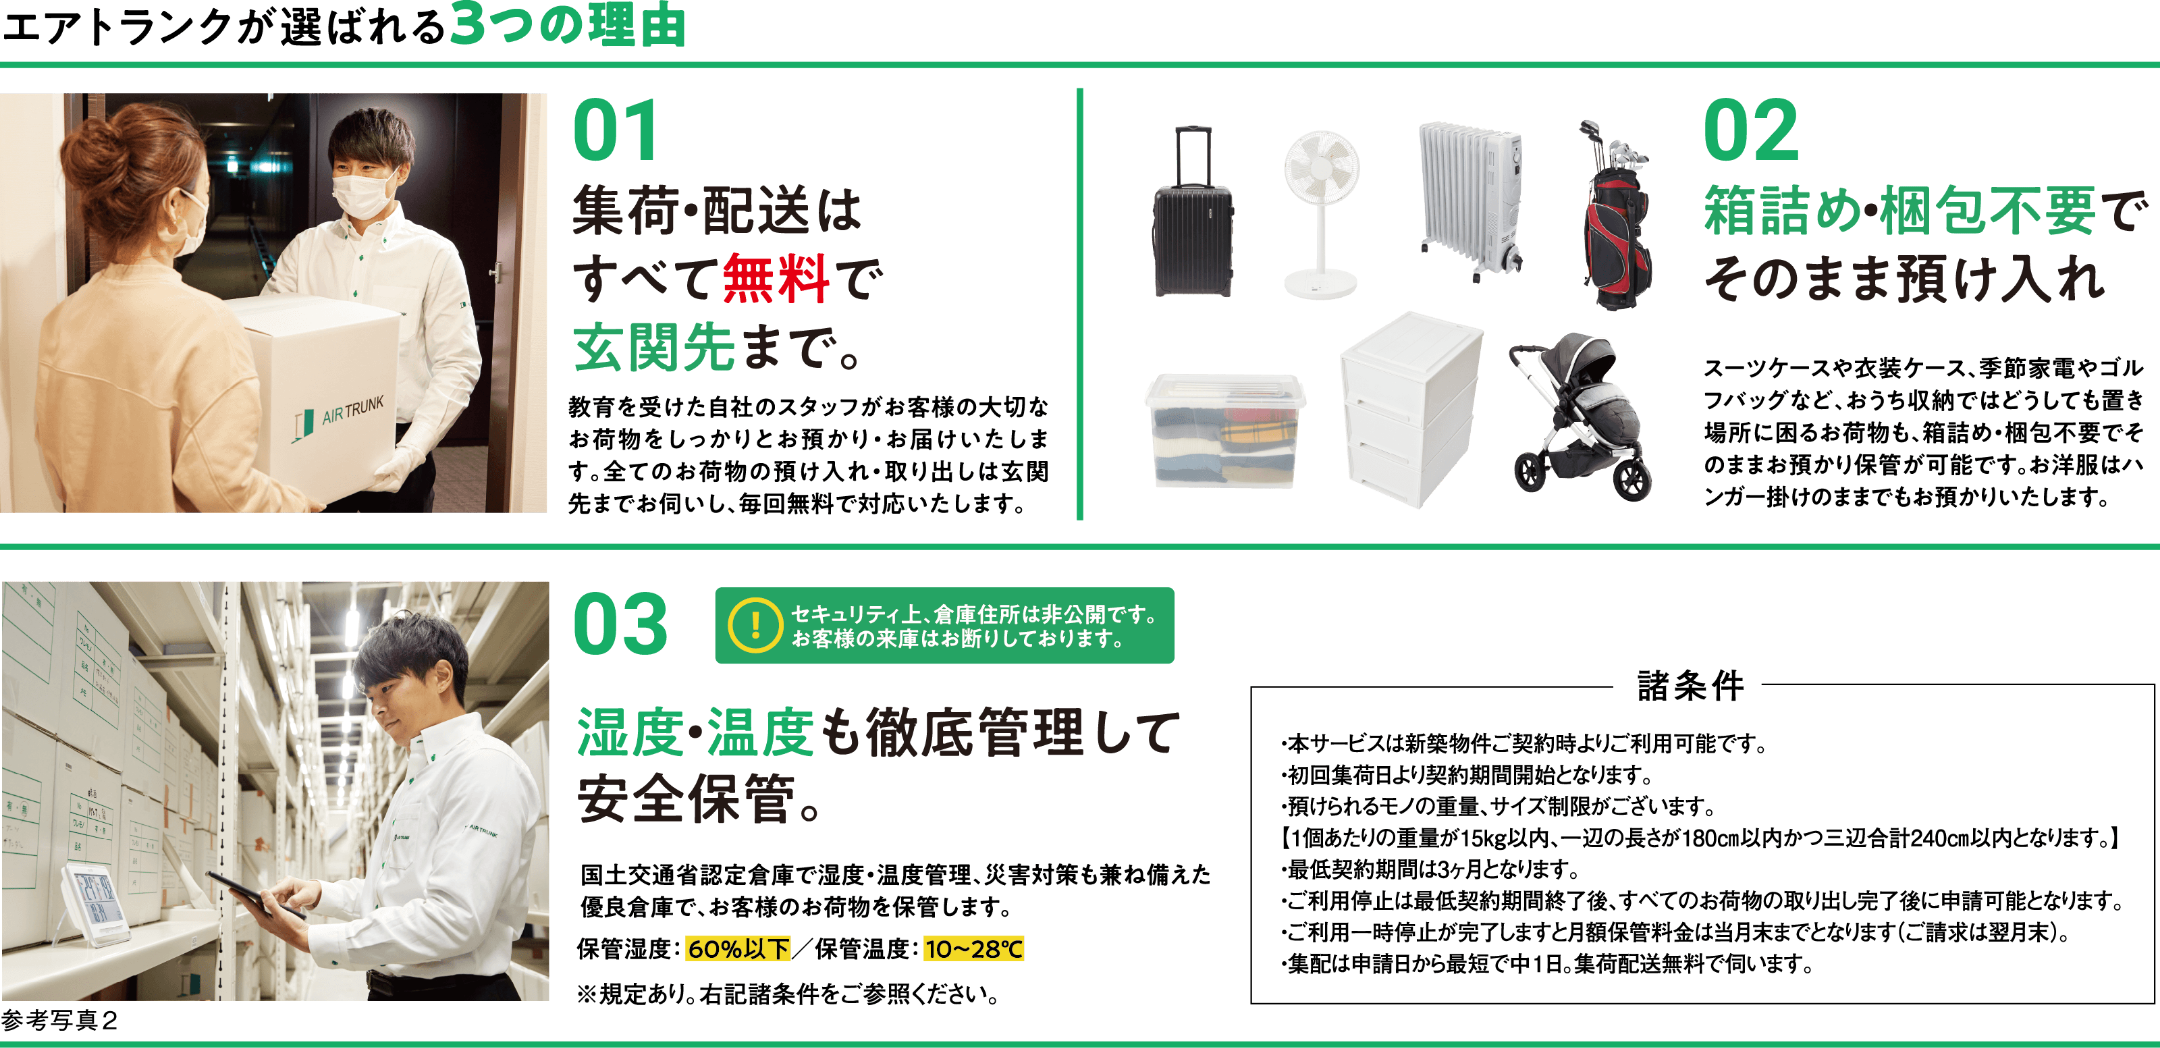 エアトランクが選ばれる3つの理由
01
集荷・配送は
すべて無料で
玄関先まで。
教育を受けた自社のスタッフがお客様の大切な
お荷物をしっかりとお預かり・お届けいたしま
す。全てのお荷物の預け入れ・取り出しは玄関
先までお伺いし、毎回無料で対応いたします。
AIR TRUNK
02
箱詰め・梱包不要で
そのまま預け入れ
スーツケースや衣装ケース、季節家電やゴル
フバッグなど、おうち収納ではどうしても置き
場所に困るお荷物も、箱詰め・梱包不要でそ
のままお預かり保管が可能です。お洋服はハ
ンガー掛けのままでもお預かりいたします。
03
!
セキュリティ上、倉庫住所は非公開です。
お客様の来庫はお断りしております。
湿度・温度も徹底管理して
安全保管。
国土交通省認定倉庫で湿度・温度管理、災害対策も兼ね備えた
優良倉庫で、お客様のお荷物を保管します。
保管湿度：60%以下／保管温度：10~28℃
※規定あり。右記諸条件をご参照ください。
AIR TRUNK
参考写真２
諸条件
・本サービスは新築物件ご契約時よりご利用可能です。
・初回集荷日より契約期間開始となります。
・預けられるモノの重量、サイズ制限がございます。
【1個あたりの重量が15kg以内、一辺の長さが180㎝以内かつ三辺合計240㎝以内となります。】
・最低契約期間は3ヶ月となります。
・ご利用停止は最低契約期間終了後、すべてのお荷物の取り出し完了後に申請可能となります。
・ご利用一時停止が完了しますと月額保管料金は当月末までとなります（ご請求は翌月末）。
・集配は申請日から最短で中1日。集荷配送無料で伺います。